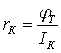 r_K = φ_T / I_K